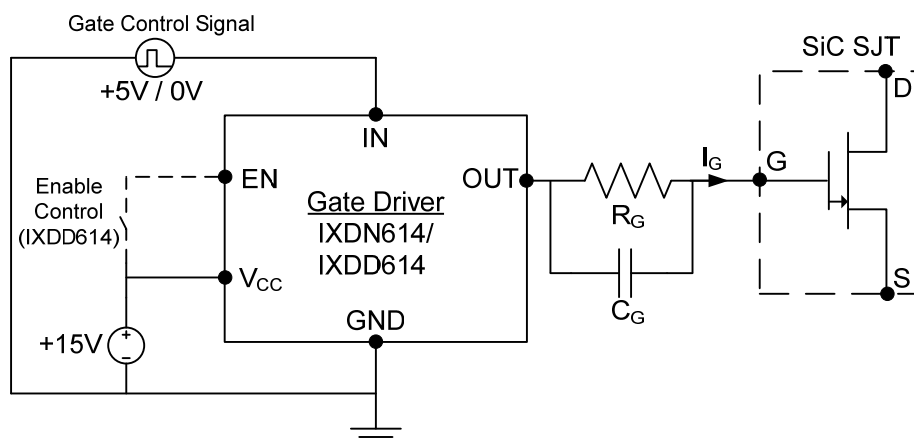 Gate Control Signal
+5V / 0V
SiC SJT
D
IN
EN
OUT
I_G
G
Enable
Control
(IXDD614)
Gate Driver
IXDN614/
IXDD614
R_G
V_CC
C_G
S
GND
+15V